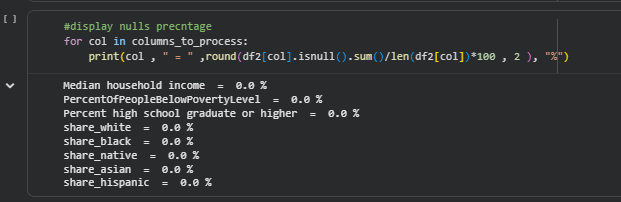 [ ]
#display nulls precntage
for col in columns_to_process:
print(col , " = " ,round(df2[col].isnull().sum()/len(df2[col])*100 , 2 ), "%")
Median household income = 0.0 %
PercentOfPeopleBelowPovertyLevel = 0.0 %
Percent high school graduate or higher = 0.0 %
share_white = 0.0 %
share_black = 0.0 %
share_native = 0.0 %
share_asian = 0.0 %
share_hispanic = 0.0 %